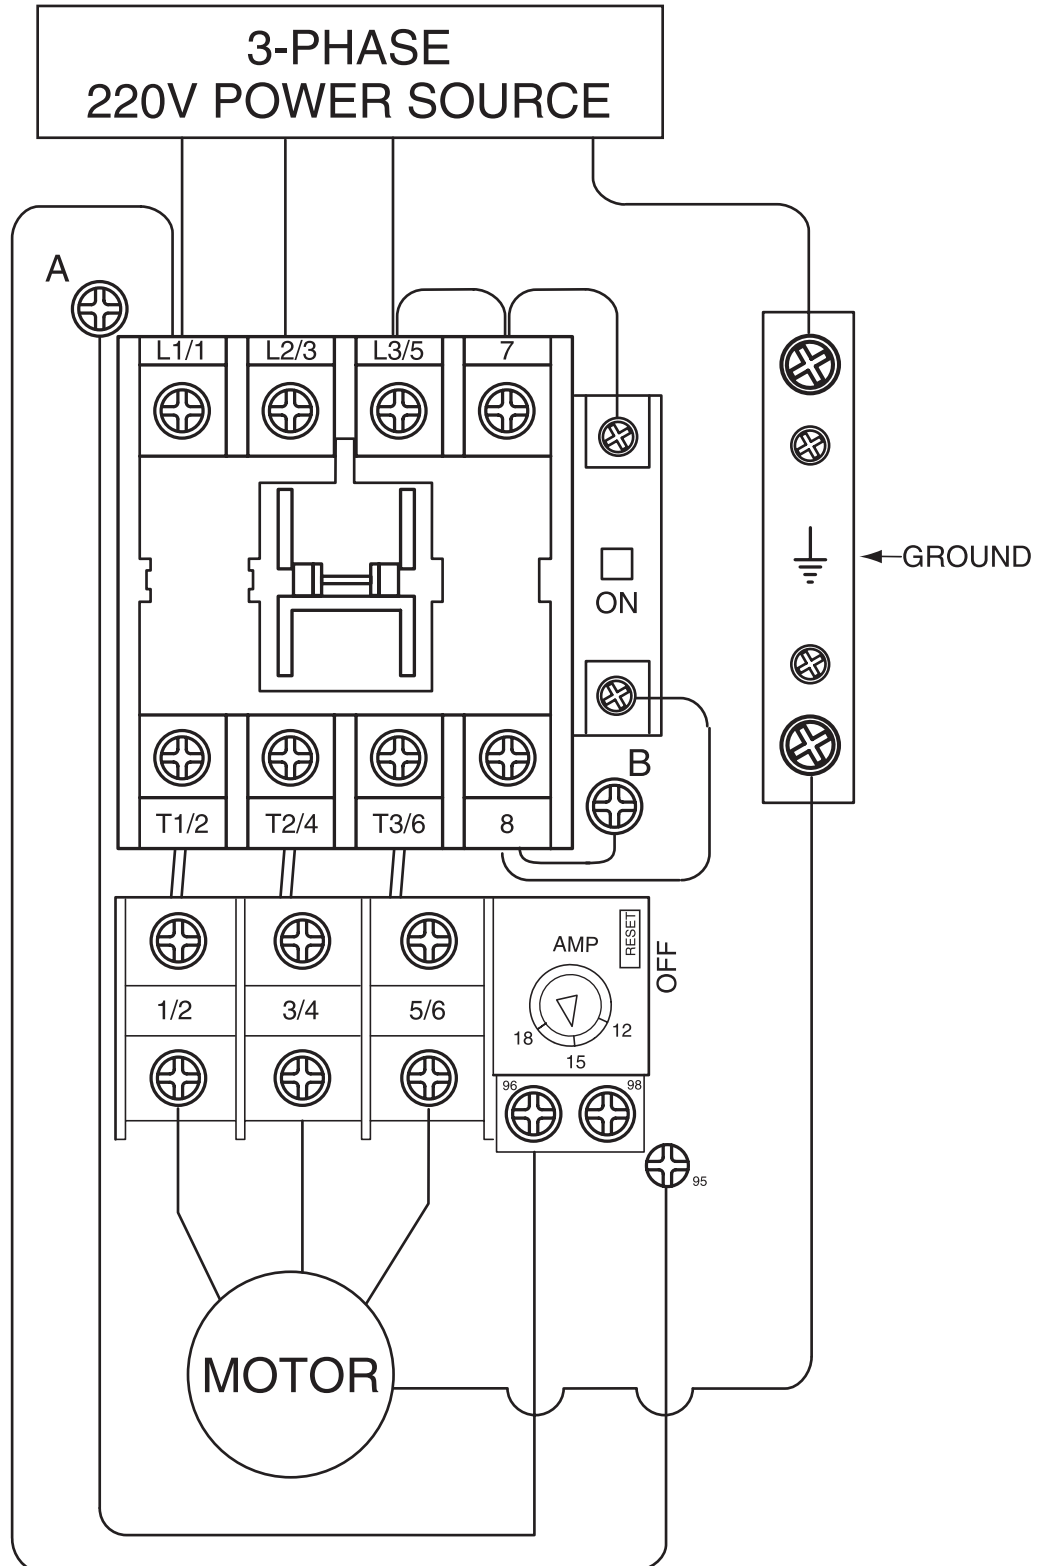 3-PHASE
220V POWER SOURCE
A
L1/1 L2/3 L3/5 7
GROUND
ON
B
T1/2 T2/4 T3/6 8
AMP
RESET
OFF
1/2 3/4 5/6
18 12
15
96 98
95
MOTOR